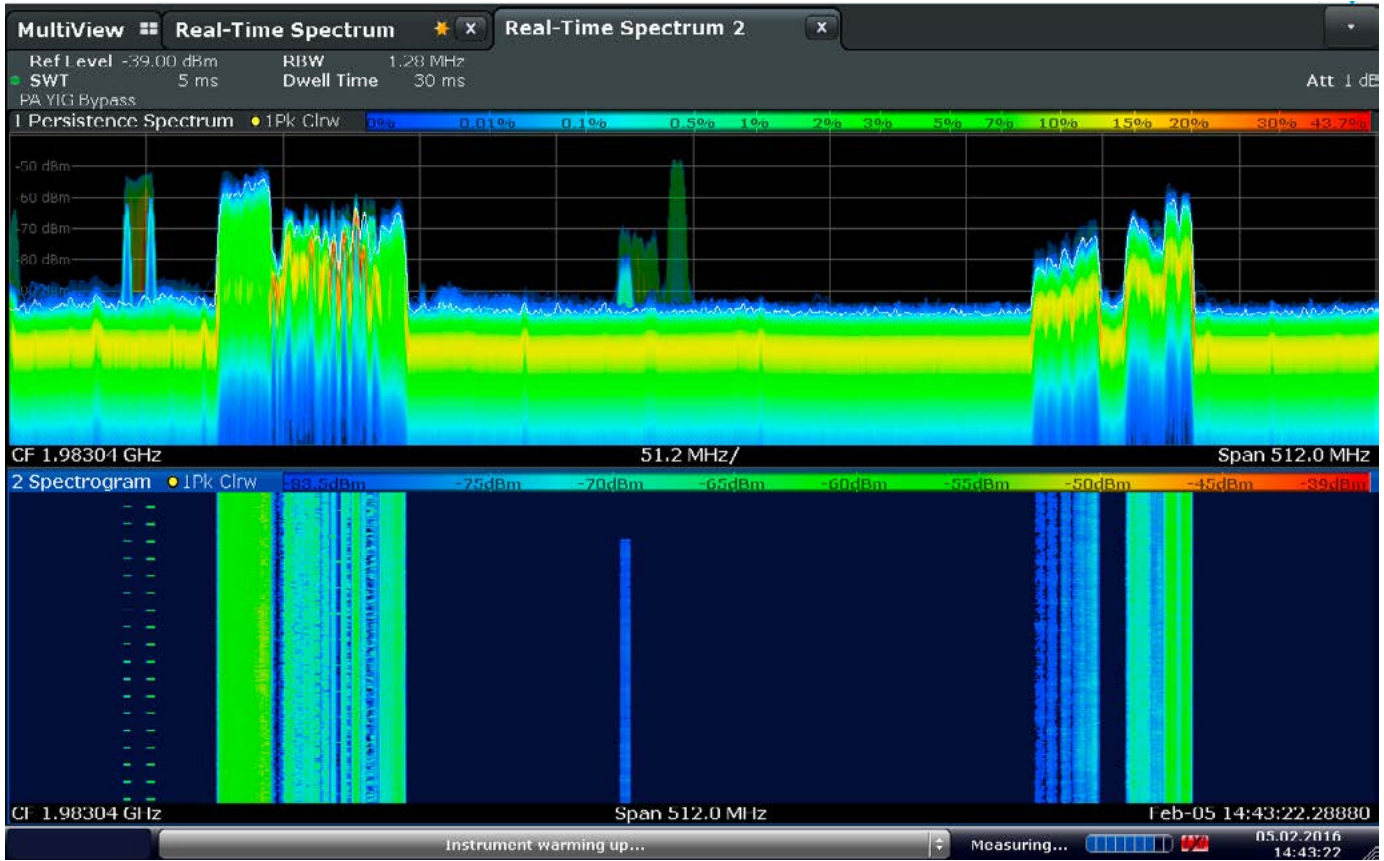 MultiView Real-Time Spectrum X Real-Time Spectrum 2 X
Ref Level -39.00 dBm RBW 1.28 MHz
SWT 5 ms Dwell Time 30 ms Att 1 dB
PA YIG Bypass
1 Persistence Spectrum 1Pk Clrw 0% 0.01% 0.1% 0.5% 1% 2% 3% 5% 7% 10% 15% 20% 30% 43.7%
-50 dBm
-60 dBm
-70 dBm
-80 dBm
CF 1.98304 GHz 51.2 MHz/ Span 512.0 MHz
2 Spectrogram 1Pk Clrw -83.5dBm -75dBm -70dBm -65dBm -60dBm -55dBm -50dBm -45dBm -39dBm
CF 1.98304 GHz Span 512.0 MHz Feb-05 14:43:22.28880
Instrument warming up... Measuring... 05.02.2016
14:43:22